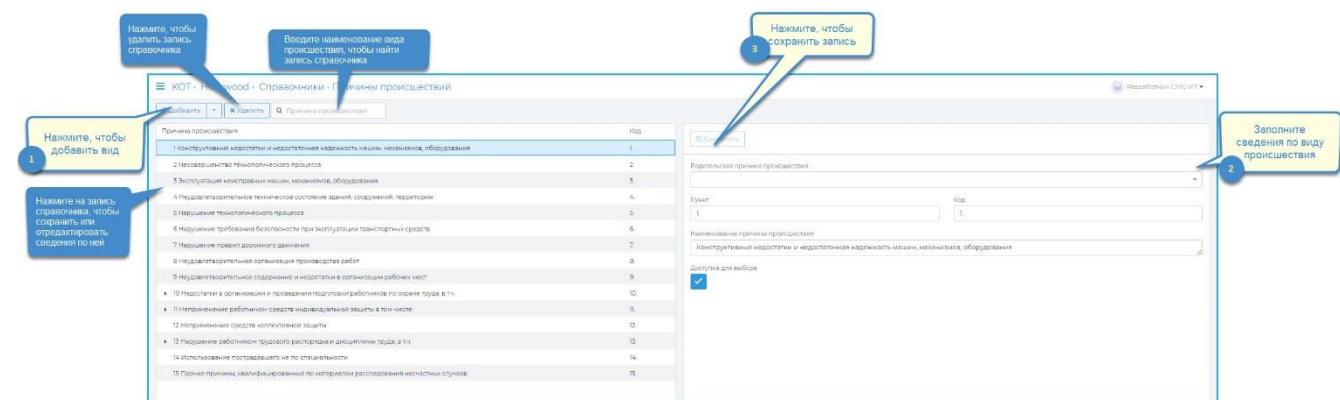 Нажмите, чтобы
удалить запись
справочника
Введите наименование вида
происшествия, чтобы найти
запись справочника
Нажмите, чтобы
сохранить запись
3
КОТ · wood · Справочники · Причины происшествий
Разработчик СМС-ИТ
Добавить
Удалить
Причина происшествия
Нажмите, чтобы
добавить вид
1
Заполните
сведения по виду
происшествия
2
Нажмите на запись
справочника, чтобы
сохранить или
отредактировать
сведения по ней
Причина происшествия Код
1 Конструктивные недостатки и недостаточная надежность машин, механизмов, оборудования 1.
2 Несовершенство технологического процесса 2.
3 Эксплуатация неисправных машин, механизмов, оборудования 3.
4 Неудовлетворительное техническое состояние зданий, сооружений, территории 4.
5 Нарушение технологического процесса 5.
6 Нарушение требований безопасности при эксплуатации транспортных средств 6.
7 Нарушение правил дорожного движения 7.
8 Неудовлетворительная организация производства работ 8.
9 Неудовлетворительное содержание и недостатки в организации рабочих мест 9.
10 Недостатки в организации и проведении подготовки работников по охране труда, в т.ч. 10.
11 Неприменение работником средств индивидуальной защиты в том числе: 11.
12 Неприменение средств коллективной защиты 12.
13 Нарушение работником трудового распорядка и дисциплины труда, в т.ч. 13.
14 Использование пострадавшего не по специальности 14.
15 Прочие причины, квалифицированные по материалам расследования несчастных случаев 15.
Родительская причина происшествия
Пункт Код
1. 1.
Наименование причины происшествия
Конструктивные недостатки и недостаточная надежность машин, механизмов, оборудования
Доступна для выбора